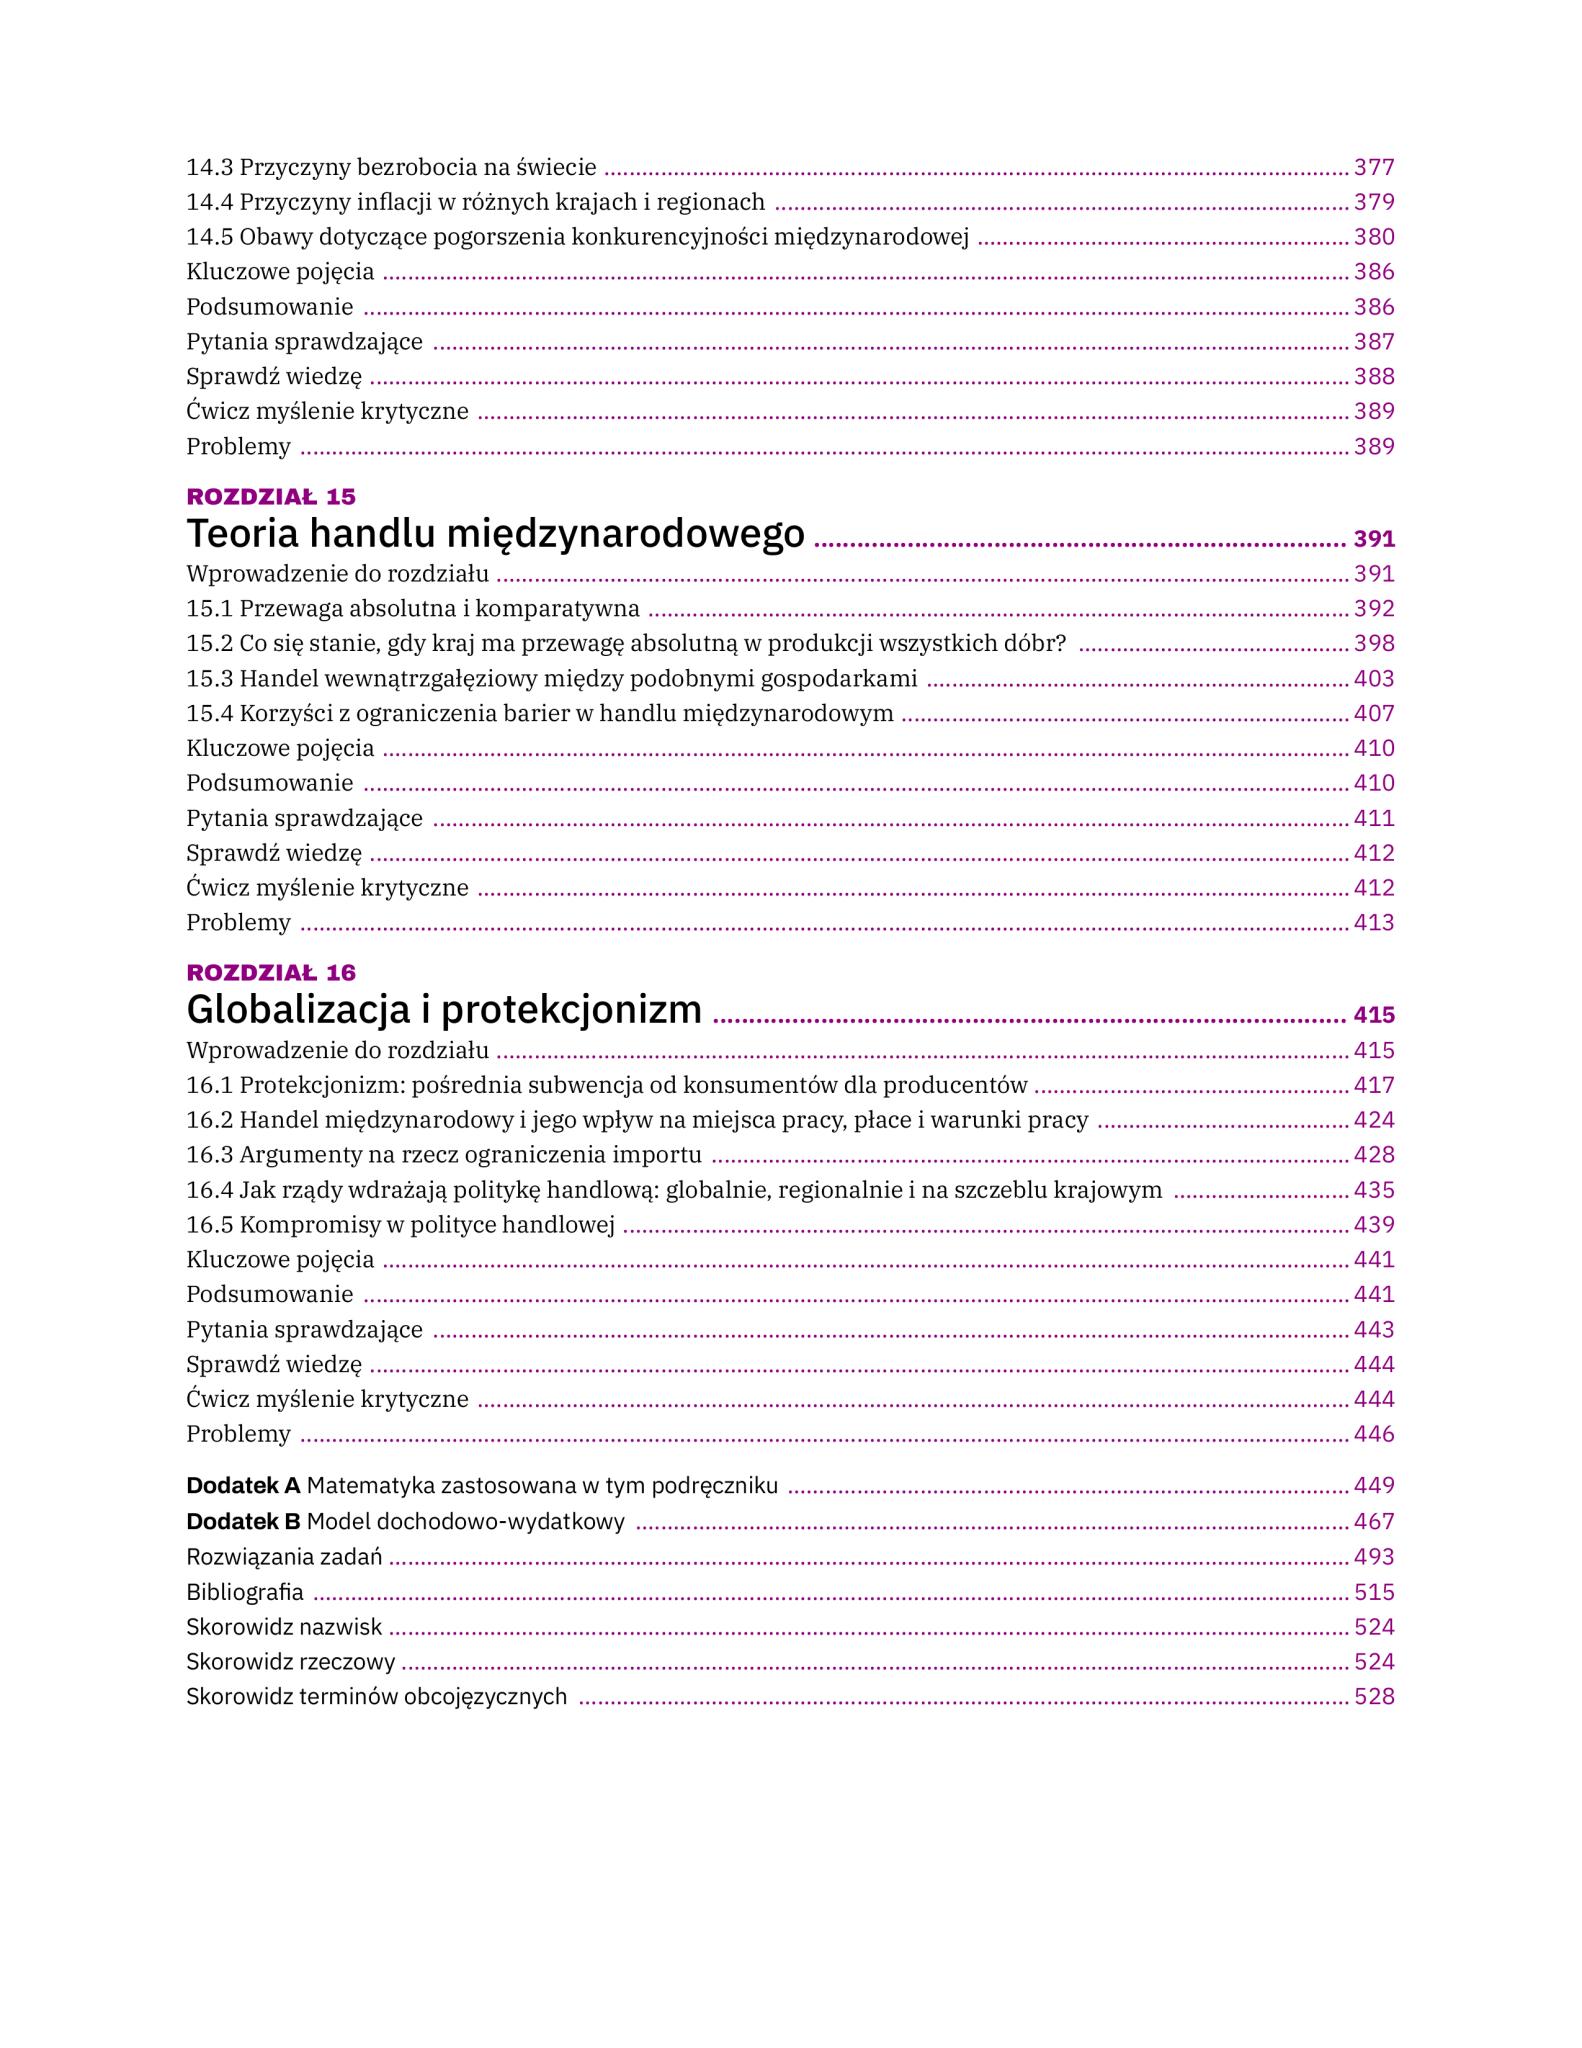 14.3 Przyczyny bezrobocia na świecie ........ 377
14.4 Przyczyny inflacji w różnych krajach i regionach ........ 379
14.5 Obawy dotyczące pogorszenia konkurencyjności międzynarodowej ........ 380
Kluczowe pojęcia ........ 386
Podsumowanie ........ 386
Pytania sprawdzające ........ 387
Sprawdź wiedzę ........ 388
Ćwicz myślenie krytyczne ........ 389
Problemy ........ 389
ROZDZIAŁ 15
Teoria handlu międzynarodowego ........ 391
Wprowadzenie do rozdziału ........ 391
15.1 Przewaga absolutna i komparatywna ........ 392
15.2 Co się stanie, gdy kraj ma przewagę absolutną w produkcji wszystkich dóbr? ........ 398
15.3 Handel wewnątrzgałęziowy między podobnymi gospodarkami ........ 403
15.4 Korzyści z ograniczenia barier w handlu międzynarodowym ........ 407
Kluczowe pojęcia ........ 410
Podsumowanie ........ 410
Pytania sprawdzające ........ 411
Sprawdź wiedzę ........ 412
Ćwicz myślenie krytyczne ........ 412
Problemy ........ 413
ROZDZIAŁ 16
Globalizacja i protekcjonizm ........ 415
Wprowadzenie do rozdziału ........ 415
16.1 Protekcjonizm: pośrednia subwencja od konsumentów dla producentów ........ 417
16.2 Handel międzynarodowy i jego wpływ na miejsca pracy, płace i warunki pracy ........ 424
16.3 Argumenty na rzecz ograniczenia importu ........ 428
16.4 Jak rządy wdrażają politykę handlową: globalnie, regionalnie i na szczeblu krajowym ........ 435
16.5 Kompromisy w polityce handlowej ........ 439
Kluczowe pojęcia ........ 441
Podsumowanie ........ 441
Pytania sprawdzające ........ 443
Sprawdź wiedzę ........ 444
Ćwicz myślenie krytyczne ........ 444
Problemy ........ 446
Dodatek A Matematyka zastosowana w tym podręczniku ........ 449
Dodatek B Model dochodowo-wydatkowy ........ 467
Rozwiązania zadań ........ 493
Bibliografia ........ 515
Skorowidz nazwisk ........ 524
Skorowidz rzeczowy ........ 524
Skorowidz terminów obcojęzycznych ........ 528